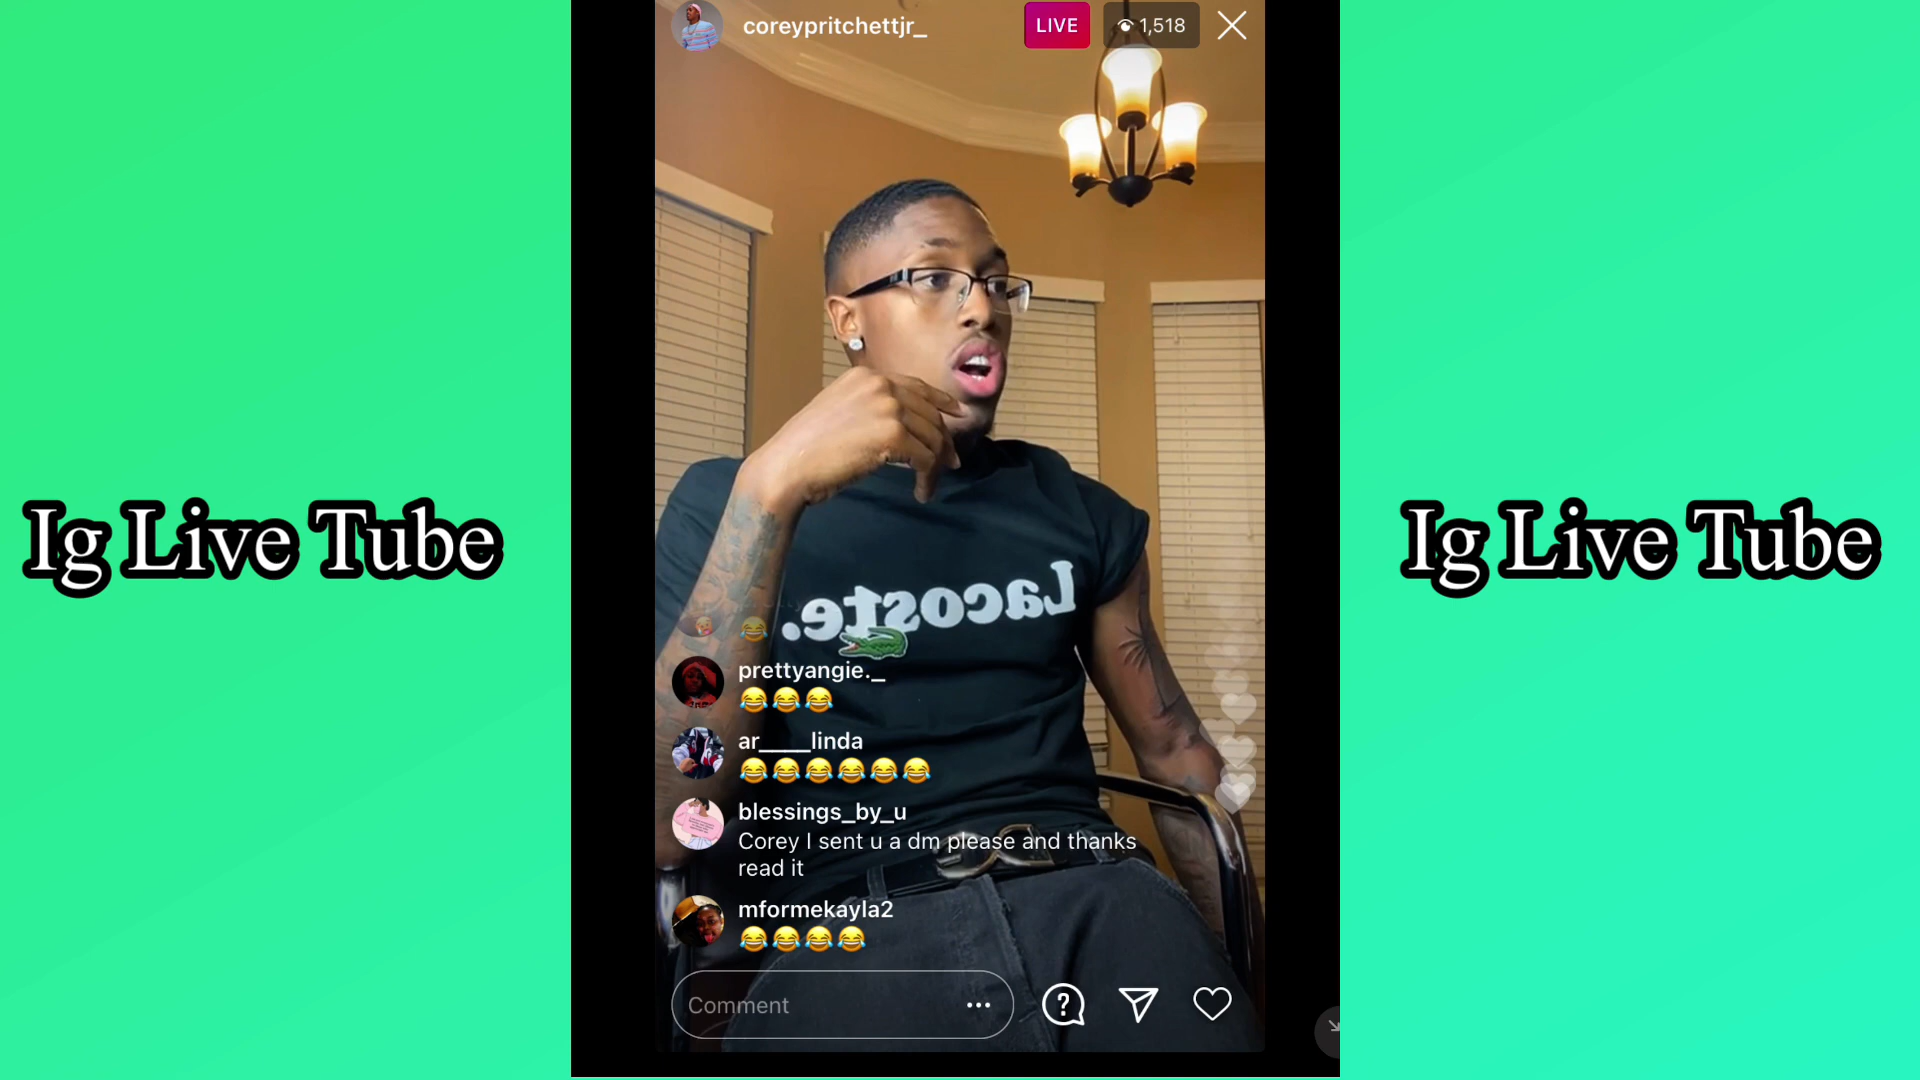 coreypritchettjr_
LIVE
1,518
Ig Live Tube
Ig Live Tube
Lacoste.
😂
prettyangie._
😂😂😂
ar____linda
😂😂😂😂😂😂
blessings_by_u
Corey I sent u a dm please and thanks
read it
mformekayla2
😂😂😂😂
Comment